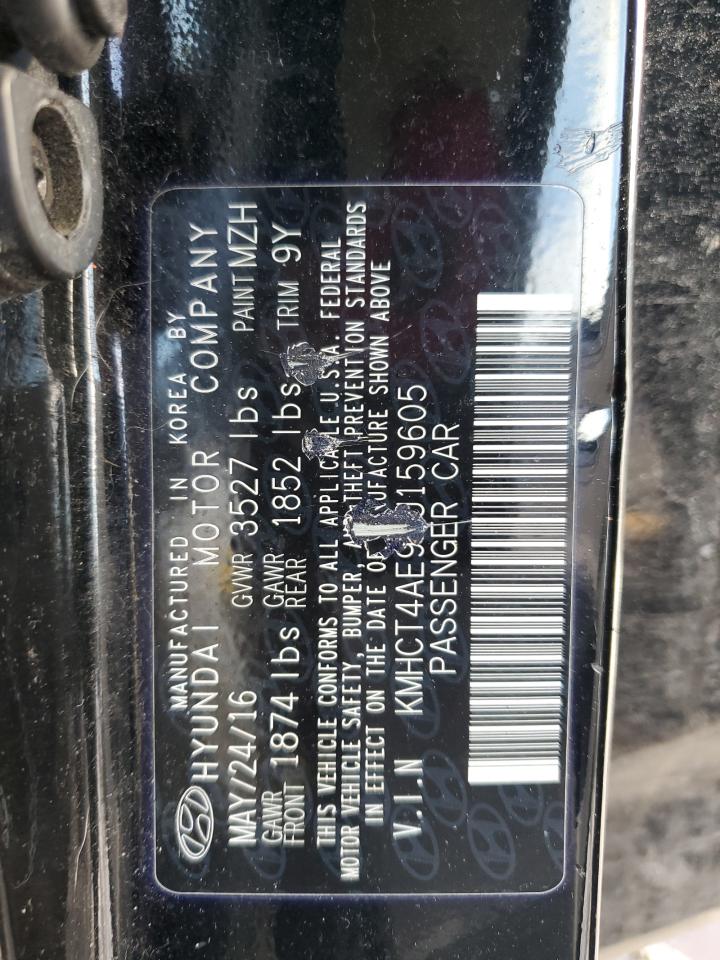 MANUFACTURED IN KOREA BY
HYUNDAI MOTOR COMPANY
MAY/24/16 GVWR 3527 lbs PAINT MZH
GAWR FRONT 1874 lbs GAWR REAR 1852 lbs TRIM 9Y
THIS VEHICLE CONFORMS TO ALL APPLICABLE U.S.A. FEDERAL
MOTOR VEHICLE SAFETY, BUMPER, THEFT PREVENTION STANDARDS
IN EFFECT ON THE DATE OF MANUFACTURE SHOWN ABOVE
V.I.N
PASSENGER CAR